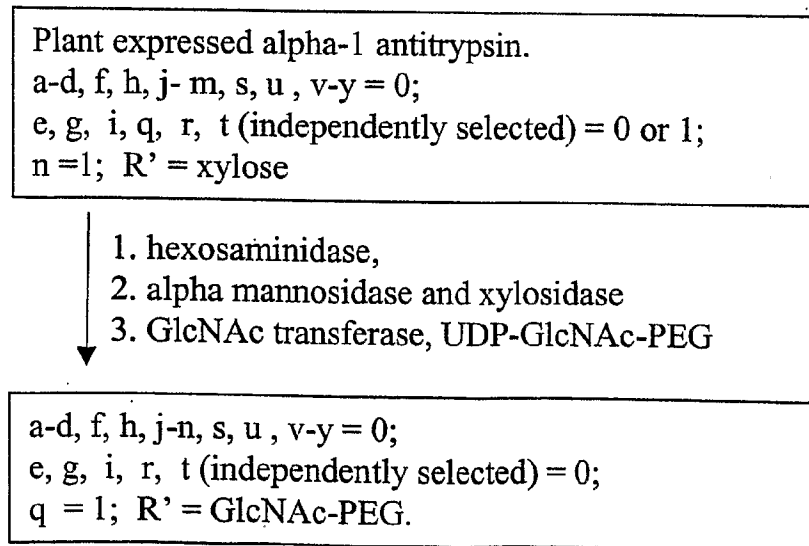 Plant expressed alpha-1 antitrypsin.
a-d, f, h, j- m, s, u , v-y = 0;
e, g, i, q, r, t (independently selected) = 0 or 1;
n =1; R’ = xylose
1. hexosaminidase,
2. alpha mannosidase and xylosidase
3. GlcNAc transferase, UDP-GlcNAc-PEG
a-d, f, h, j-n, s, u , v-y = 0;
e, g, i, r, t (independently selected) = 0;
q = 1; R’ = GlcNAc-PEG.